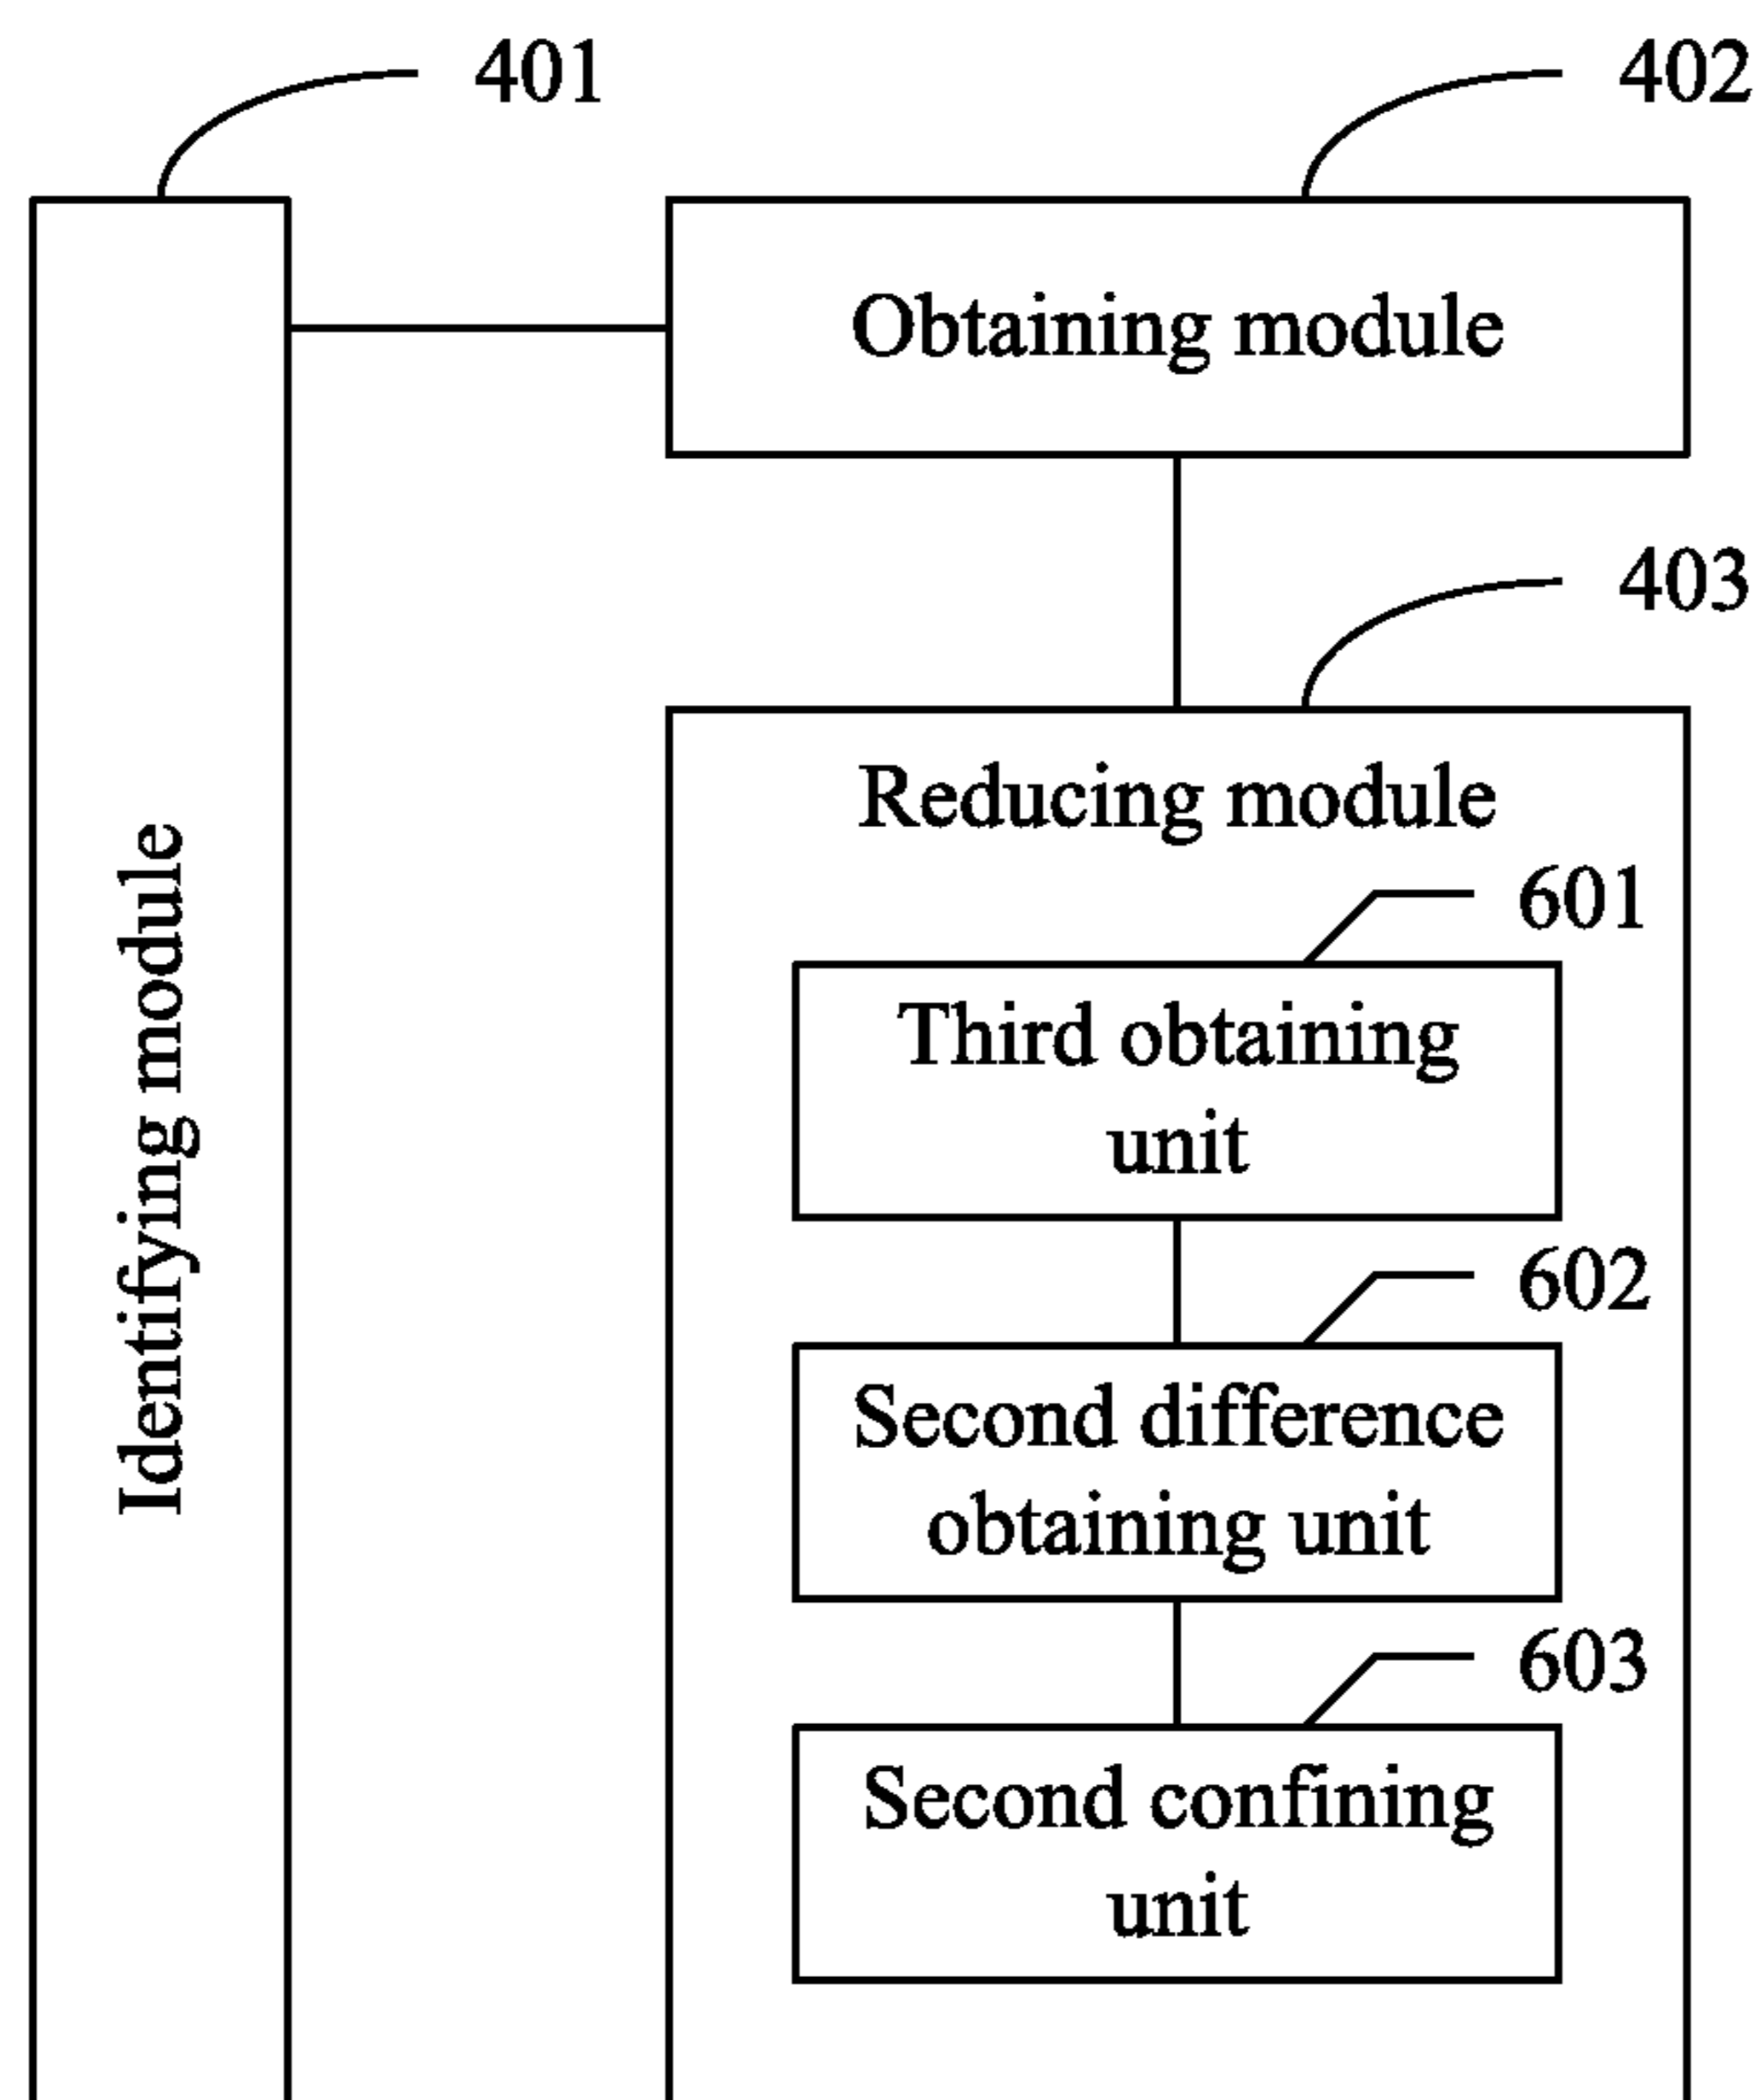 401
402
Obtaining module
403
Identifying module
Reducing module
601
Third obtaining
unit
602
Second difference
obtaining unit
603
Second confining
unit